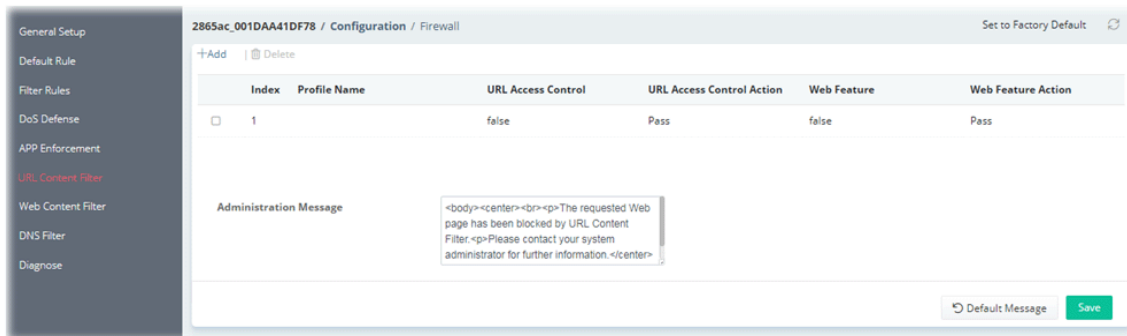 General Setup
Default Rule
Filter Rules
DoS Defense
APP Enforcement
URL Content Filter
Web Content Filter
DNS Filter
Diagnose
2865ac_001DAA41DF78 / Configuration / Firewall
Set to Factory Default
+Add | Delete
Index Profile Name URL Access Control URL Access Control Action Web Feature Web Feature Action
1 false Pass false Pass
Administration Message
<body><center><br><p>The requested Web
page has been blocked by URL Content
Filter.<p>Please contact your system
administrator for further information.</center>
Default Message
Save